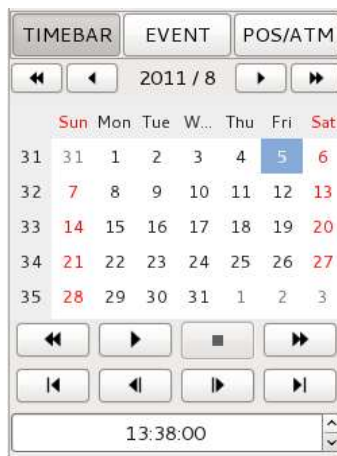 TIMEBAR EVENT POS/ATM
2011 / 8
Sun Mon Tue W... Thu Fri Sat
31 31 1 2 3 4 5 6
32 7 8 9 10 11 12 13
33 14 15 16 17 18 19 20
34 21 22 23 24 25 26 27
35 28 29 30 31 1 2 3
13:38:00